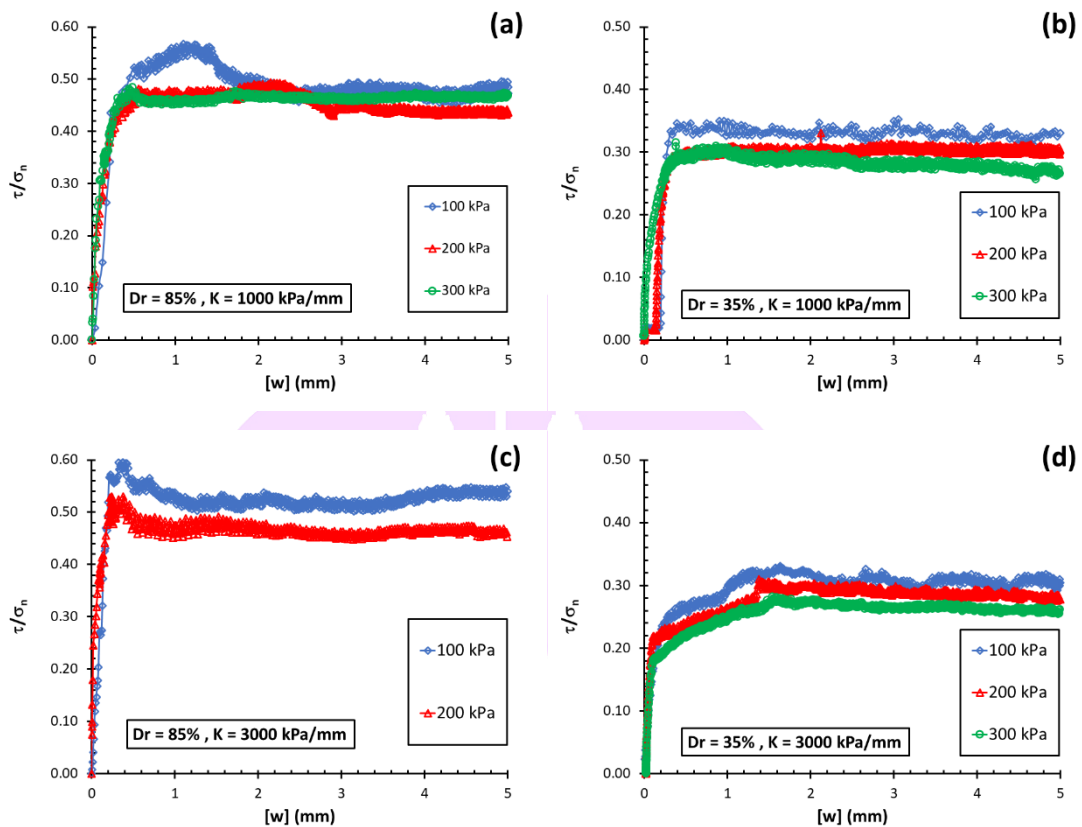 (a)
0.60
0.50
0.40
0.30
0.20
0.10
0.00
τ/σn
100 kPa
200 kPa
300 kPa
Dr = 85% , K = 1000 kPa/mm
0 1 2 3 4 5
[w] (mm)
(b)
0.50
0.40
0.30
0.20
0.10
0.00
τ/σn
100 kPa
200 kPa
300 kPa
Dr = 35% , K = 1000 kPa/mm
0 1 2 3 4 5
[w] (mm)
(c)
0.60
0.50
0.40
0.30
0.20
0.10
0.00
τ/σn
100 kPa
200 kPa
Dr = 85% , K = 3000 kPa/mm
0 1 2 3 4 5
[w] (mm)
(d)
0.50
0.40
0.30
0.20
0.10
0.00
τ/σn
100 kPa
200 kPa
300 kPa
Dr = 35% , K = 3000 kPa/mm
0 1 2 3 4 5
[w] (mm)